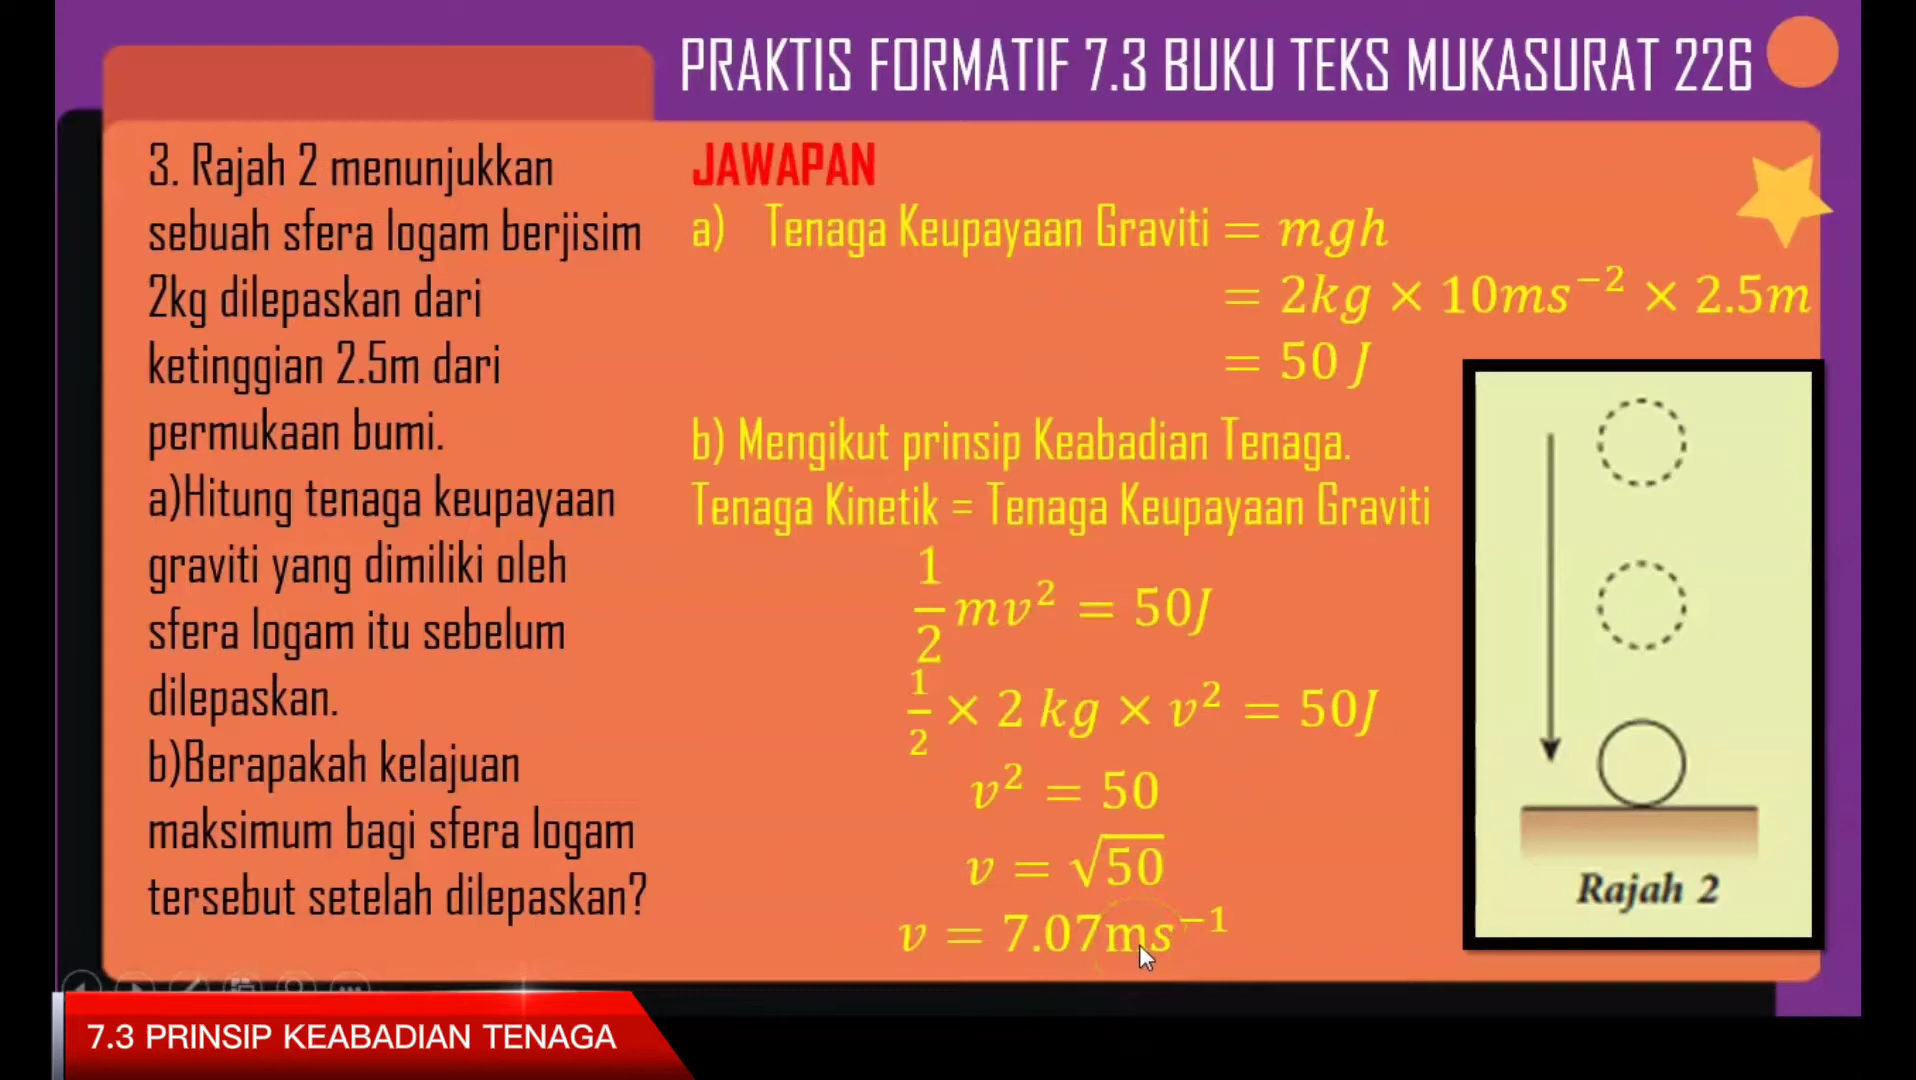 PRAKTIS FORMATIF 7.3 BUKU TEKS MUKASURAT 226
3. Rajah 2 menunjukkan
sebuah sfera logam berjisim
2kg dilepaskan dari
ketinggian 2.5m dari
permukaan bumi.
a)Hitung tenaga keupayaan
graviti yang dimiliki oleh
sfera logam itu sebelum
dilepaskan.
b)Berapakah kelajuan
maksimum bagi sfera logam
tersebut setelah dilepaskan?
JAWAPAN
a) Tenaga Keupayaan Graviti = mgh
= 2kg × 10ms⁻² × 2.5m
= 50 J
b) Mengikut prinsip Keabadian Tenaga.
Tenaga Kinetik = Tenaga Keupayaan Graviti
1/2 mv² = 50J
1/2 × 2 kg × v² = 50J
v² = 50
v = √50
v = 7.07ms⁻¹
Rajah 2
7.3 PRINSIP KEABADIAN TENAGA